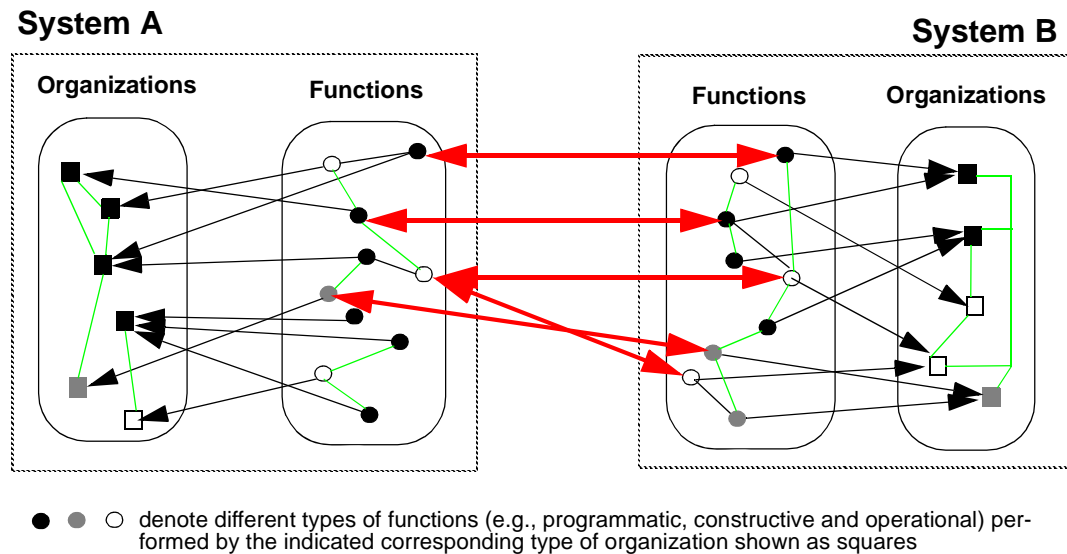 System A
System B
Organizations
Functions
Functions
Organizations
denote different types of functions (e.g., programmatic, constructive and operational) per-
formed by the indicated corresponding type of organization shown as squares